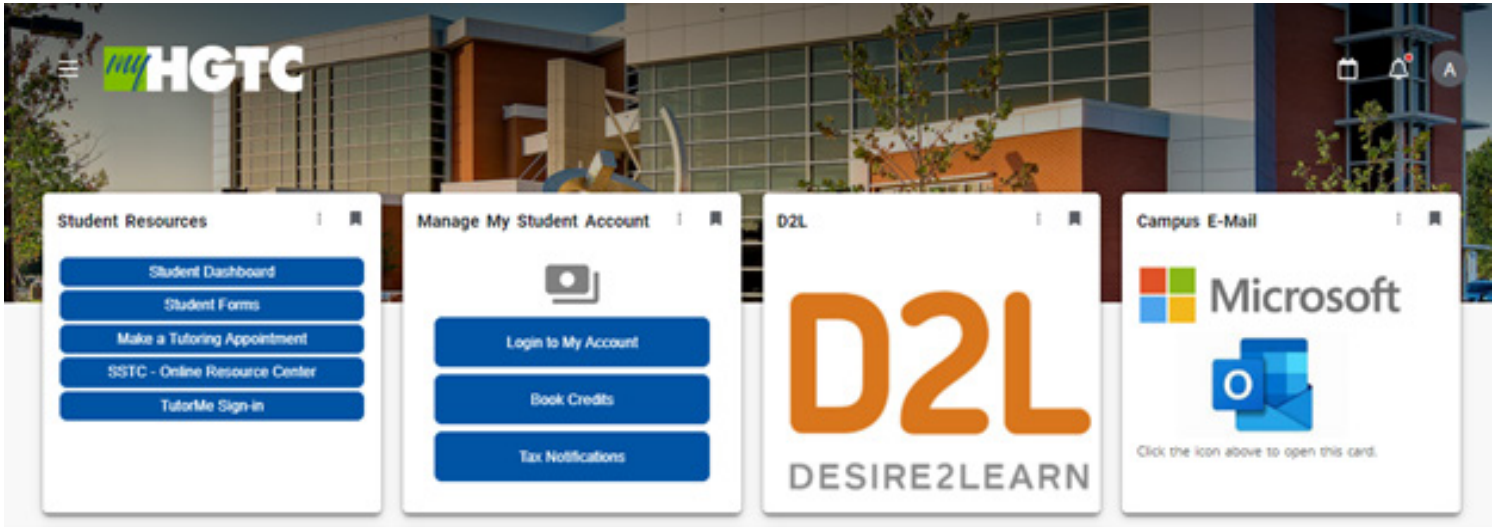 myHGTC
A
Student Resources
Student Dashboard
Student Forms
Make a Tutoring Appointment
SSTC - Online Resource Center
TutorMe Sign-in
Manage My Student Account
Login to My Account
Book Credits
Tax Notifications
D2L
D2L
DESIRE2LEARN
Campus E-Mail
Microsoft
O
Click the icon above to open this card.